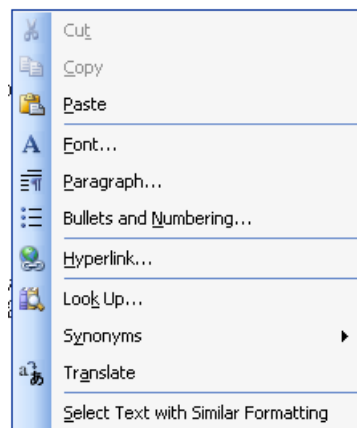 Cut
Copy
Paste
Font...
Paragraph...
Bullets and Numbering...
Hyperlink...
Look Up...
Synonyms
Translate
Select Text with Similar Formatting